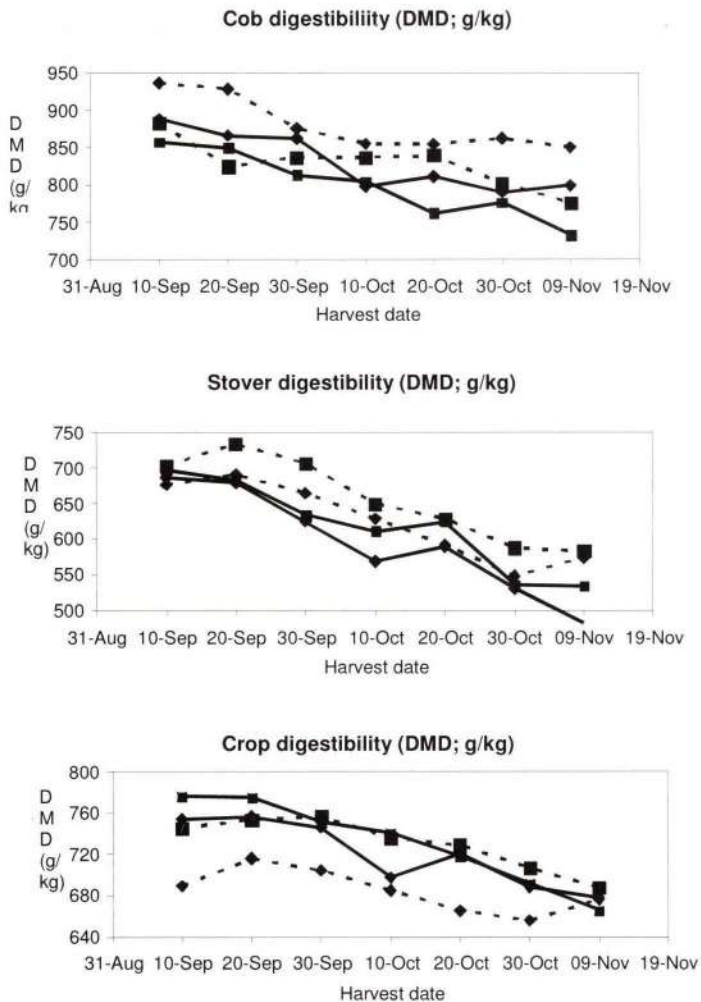 Cob digestibiliity (DMD; g/kg)
950
900
850
800
750
700
D
M
D
(g/
kg
31-Aug 10-Sep 20-Sep 30-Sep 10-Oct 20-Oct 30-Oct 09-Nov 19-Nov
Harvest date
Stover digestibility (DMD; g/kg)
750
700
650
600
550
500
D
M
D
(g/
kg)
31-Aug 10-Sep 20-Sep 30-Sep 10-Oct 20-Oct 30-Oct 09-Nov 19-Nov
Harvest date
Crop digestibility (DMD; g/kg)
800
760
720
680
640
D
M
D
(g/
kg)
31-Aug 10-Sep 20-Sep 30-Sep 10-Oct 20-Oct 30-Oct 09-Nov 19-Nov
Harvest date